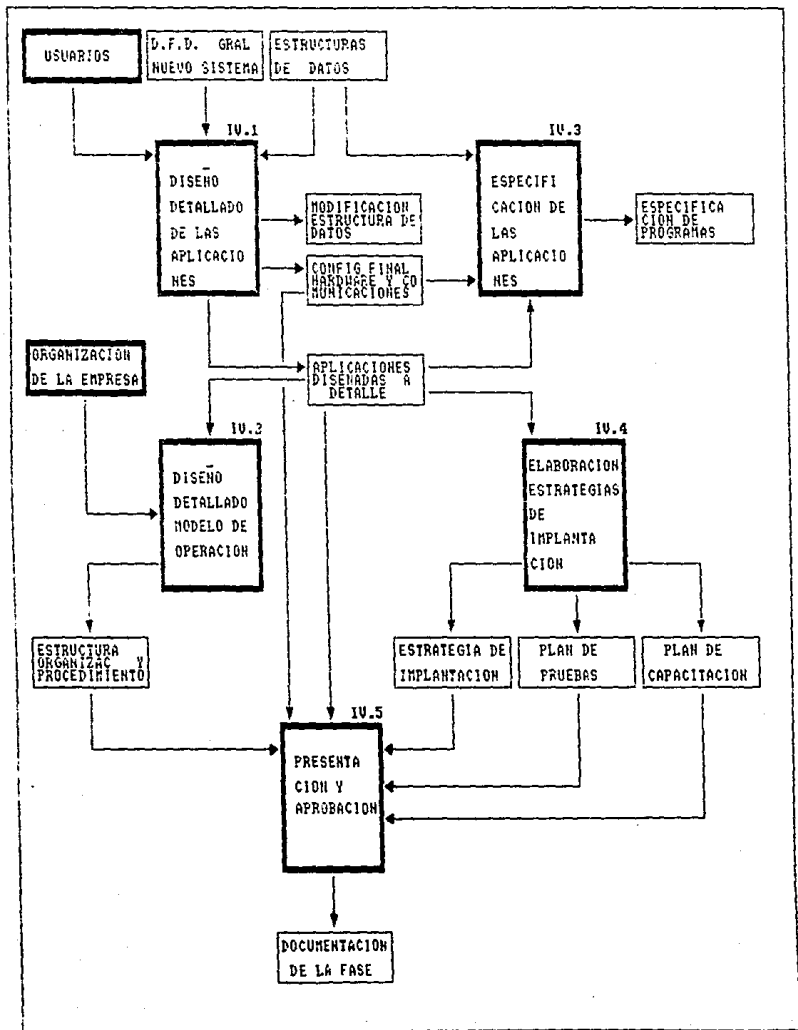 USUARIOS
D.F.D. GRAL
NUEVO SISTEMA
ESTRUCTURAS
DE DATOS
IV.1
DISEÑO
DETALLADO
DE LAS
APLICACIO
NES
IV.3
ESPECIFI
CACION DE
LAS
APLICACIO
NES
MODIFICACION
ESTRUCTURA DE
DATOS
ESPECIFICA
CION DE
PROGRAMAS
CONFIG FINAL
HARDWARE Y CO
MUNICACIONES
ORGANIZACION
DE LA EMPRESA
APLICACIONES
DISENADAS A
DETALLE
IV.2
DISEÑO
DETALLADO
MODELO DE
OPERACION
IV.4
ELABORACION
ESTRATEGIAS
DE
IMPLANTA
CION
ESTRUCTURA
ORGANIZAC Y
PROCEDIMIENTO
ESTRATEGIA DE
IMPLANTACION
PLAN DE
PRUEBAS
PLAN DE
CAPACITACION
IV.5
PRESENTA
CION Y
APROBACION
DOCUMENTACION
DE LA FASE